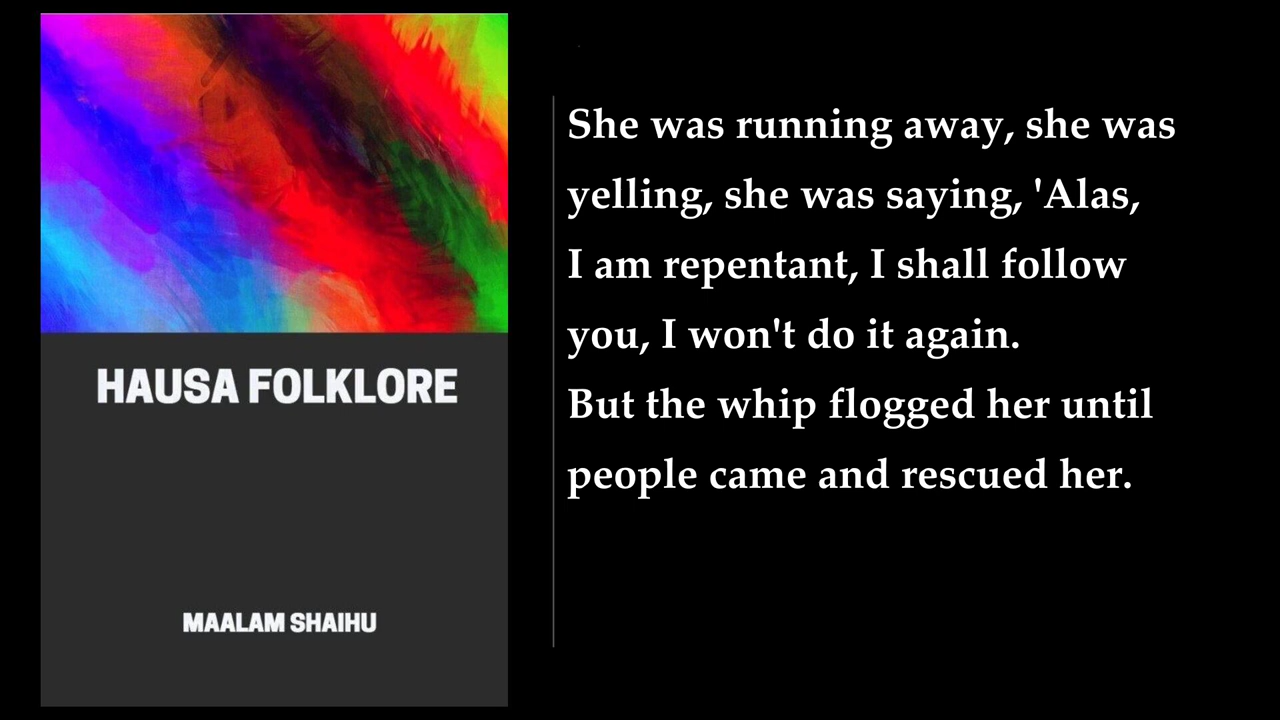 HAUSA FOLKLORE
MAALAM SHAIHU
She was running away, she was
yelling, she was saying, 'Alas,
I am repentant, I shall follow
you, I won't do it again.
But the whip flogged her until
people came and rescued her.